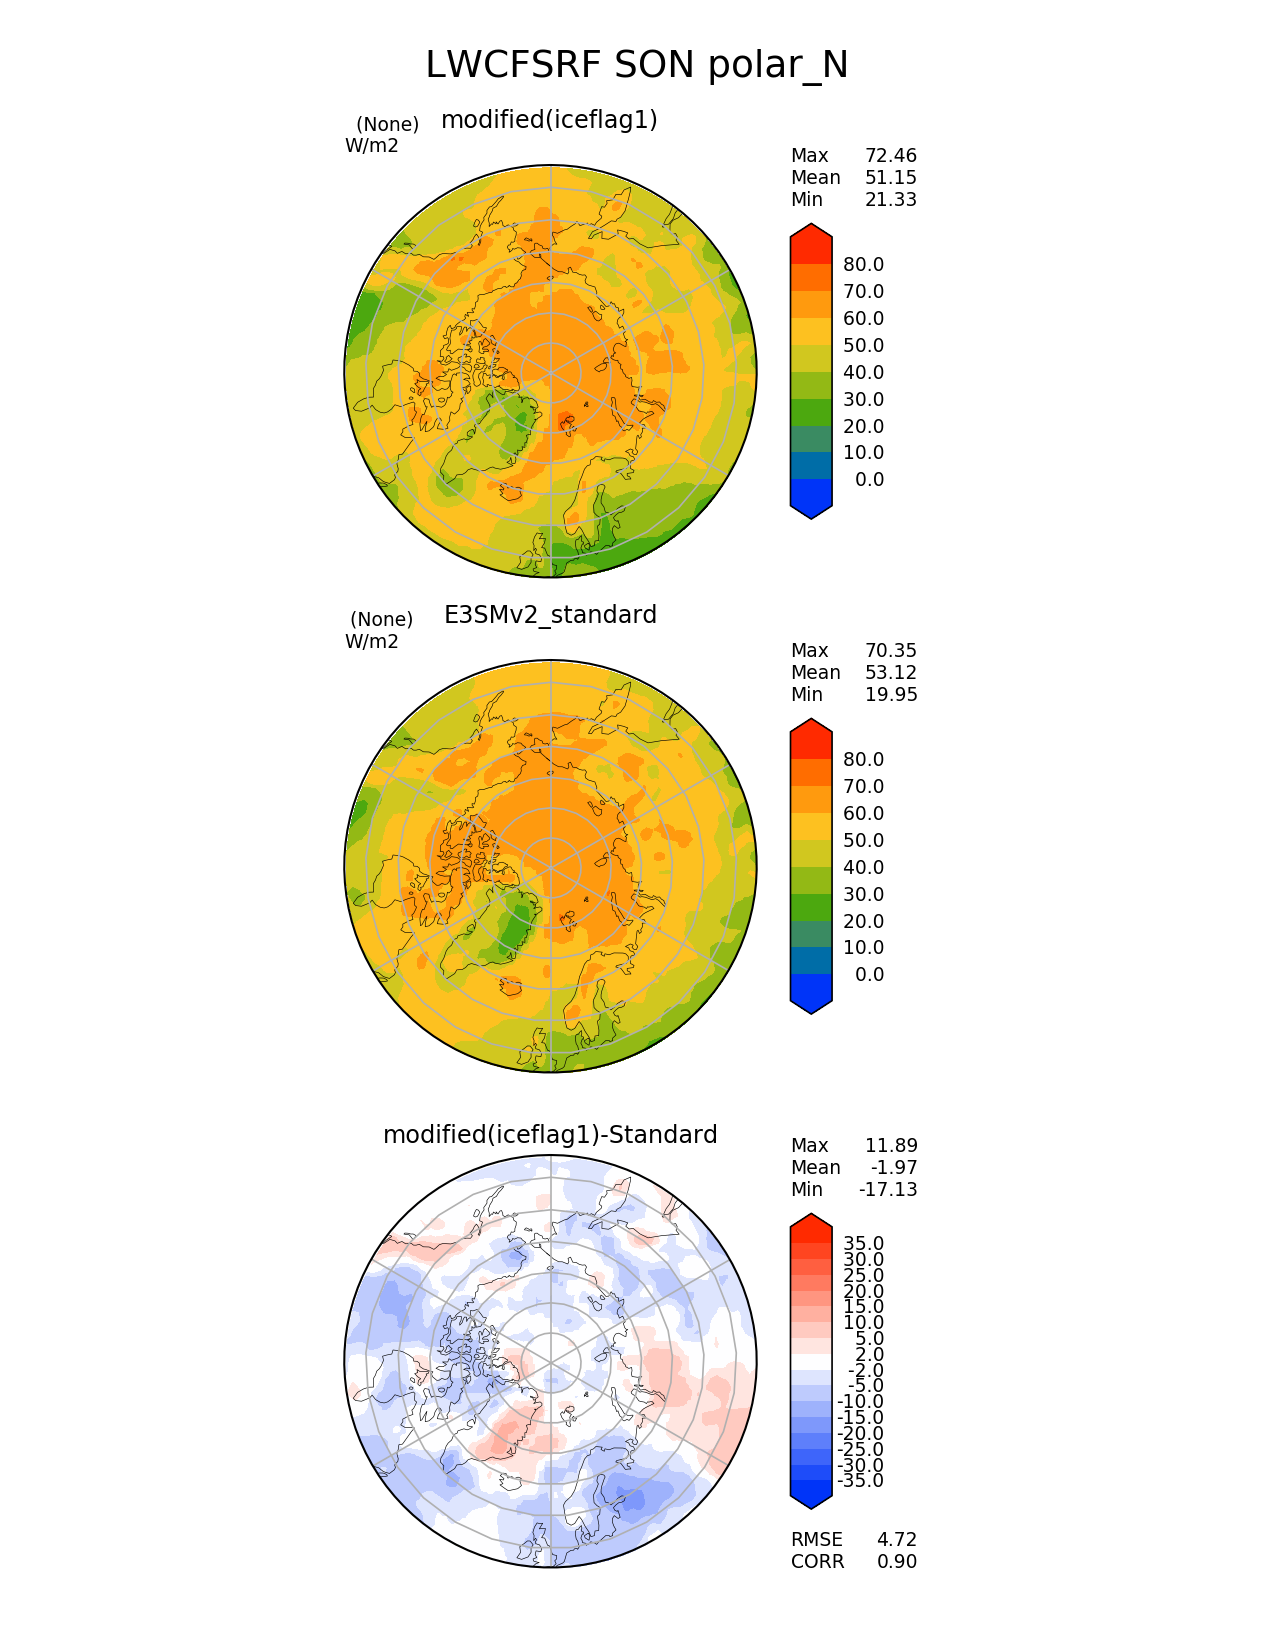 LWCFSRF SON polar_N
(None) modified(iceflag1)
W/m2
Max 72.46
Mean 51.15
Min 21.33
80.0
70.0
60.0
50.0
40.0
30.0
20.0
10.0
0.0
(None) E3SMv2_standard
W/m2
Max 70.35
Mean 53.12
Min 19.95
80.0
70.0
60.0
50.0
40.0
30.0
20.0
10.0
0.0
modified(iceflag1)-Standard
Max 11.89
Mean -1.97
Min -17.13
35.0
30.0
25.0
20.0
15.0
10.0
5.0
2.0
-2.0
-5.0
-10.0
-15.0
-20.0
-25.0
-30.0
-35.0
RMSE 4.72
CORR 0.90